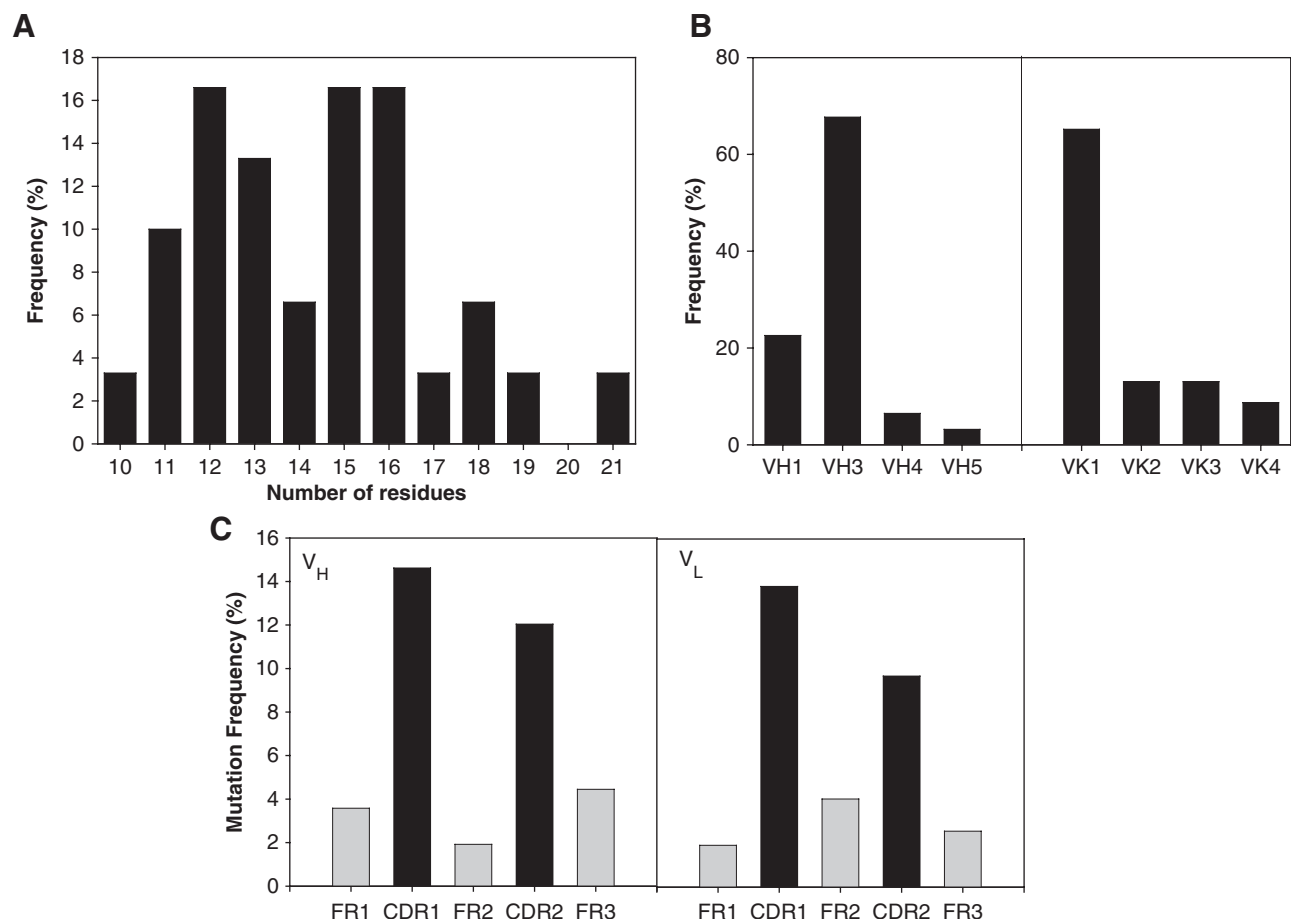 A
Frequency (%)
18
16
14
12
10
8
6
4
2
0
10 11 12 13 14 15 16 17 18 19 20 21
Number of residues
B
Frequency (%)
80
60
40
20
0
VH1 VH3 VH4 VH5 VK1 VK2 VK3 VK4
C
Mutation Frequency (%)
16
14
12
10
8
6
4
2
0
VH
VL
FR1 CDR1 FR2 CDR2 FR3 FR1 CDR1 FR2 CDR2 FR3